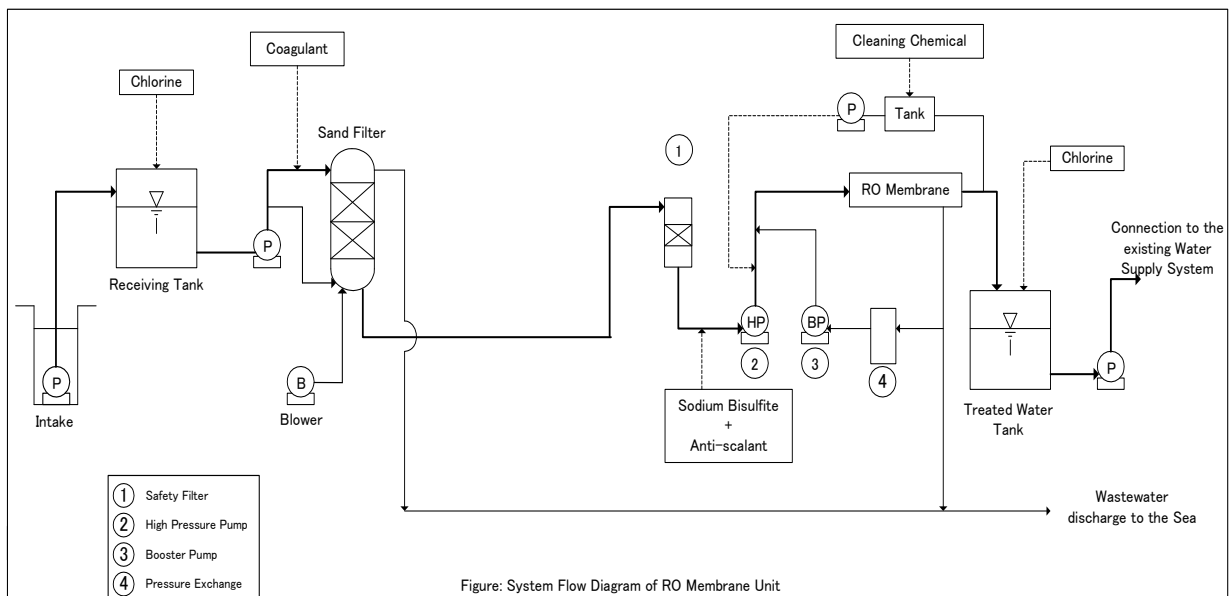 Coagulant
Cleaning Chemical
Chlorine
Sand Filter
P
Tank
1
Chlorine
RO Membrane
P
Connection to the
existing Water
Supply System
Receiving Tank
HP
BP
2
3
4
P
B
P
Intake
Blower
Sodium Bisulfite
+
Anti-scalant
Treated Water
Tank
Wastewater
discharge to the Sea
1 Safety Filter
2 High Pressure Pump
3 Booster Pump
4 Pressure Exchange
Figure: System Flow Diagram of RO Membrane Unit